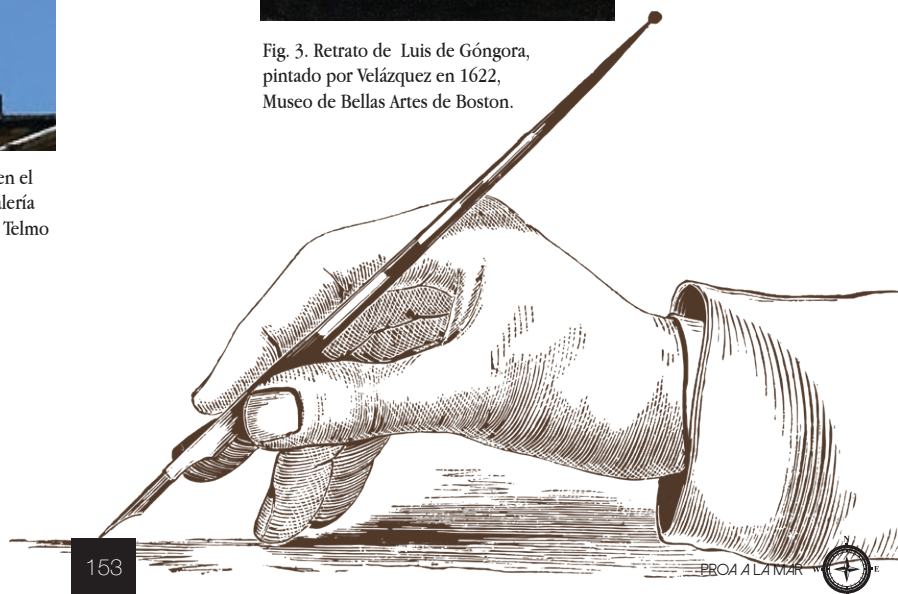 en el
alería
Telmo
Fig. 3. Retrato de Luis de Góngora,
pintado por Velázquez en 1622,
Museo de Bellas Artes de Boston.
153
PROA A LA MAR
N
W
E